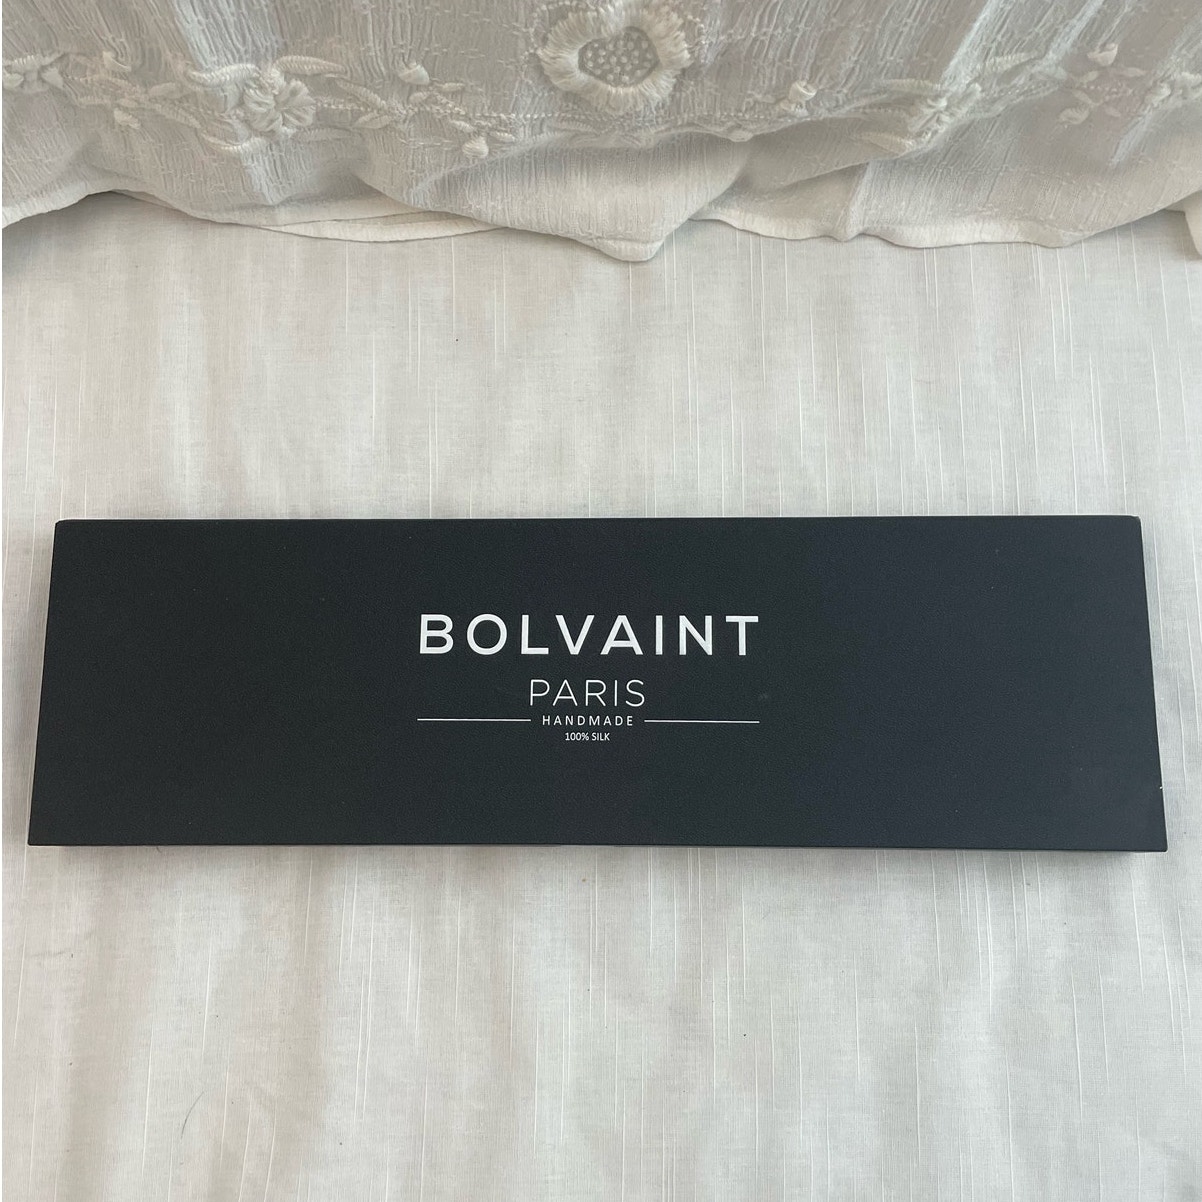 BOLVAINT
PARIS
HANDMADE
100% SILK